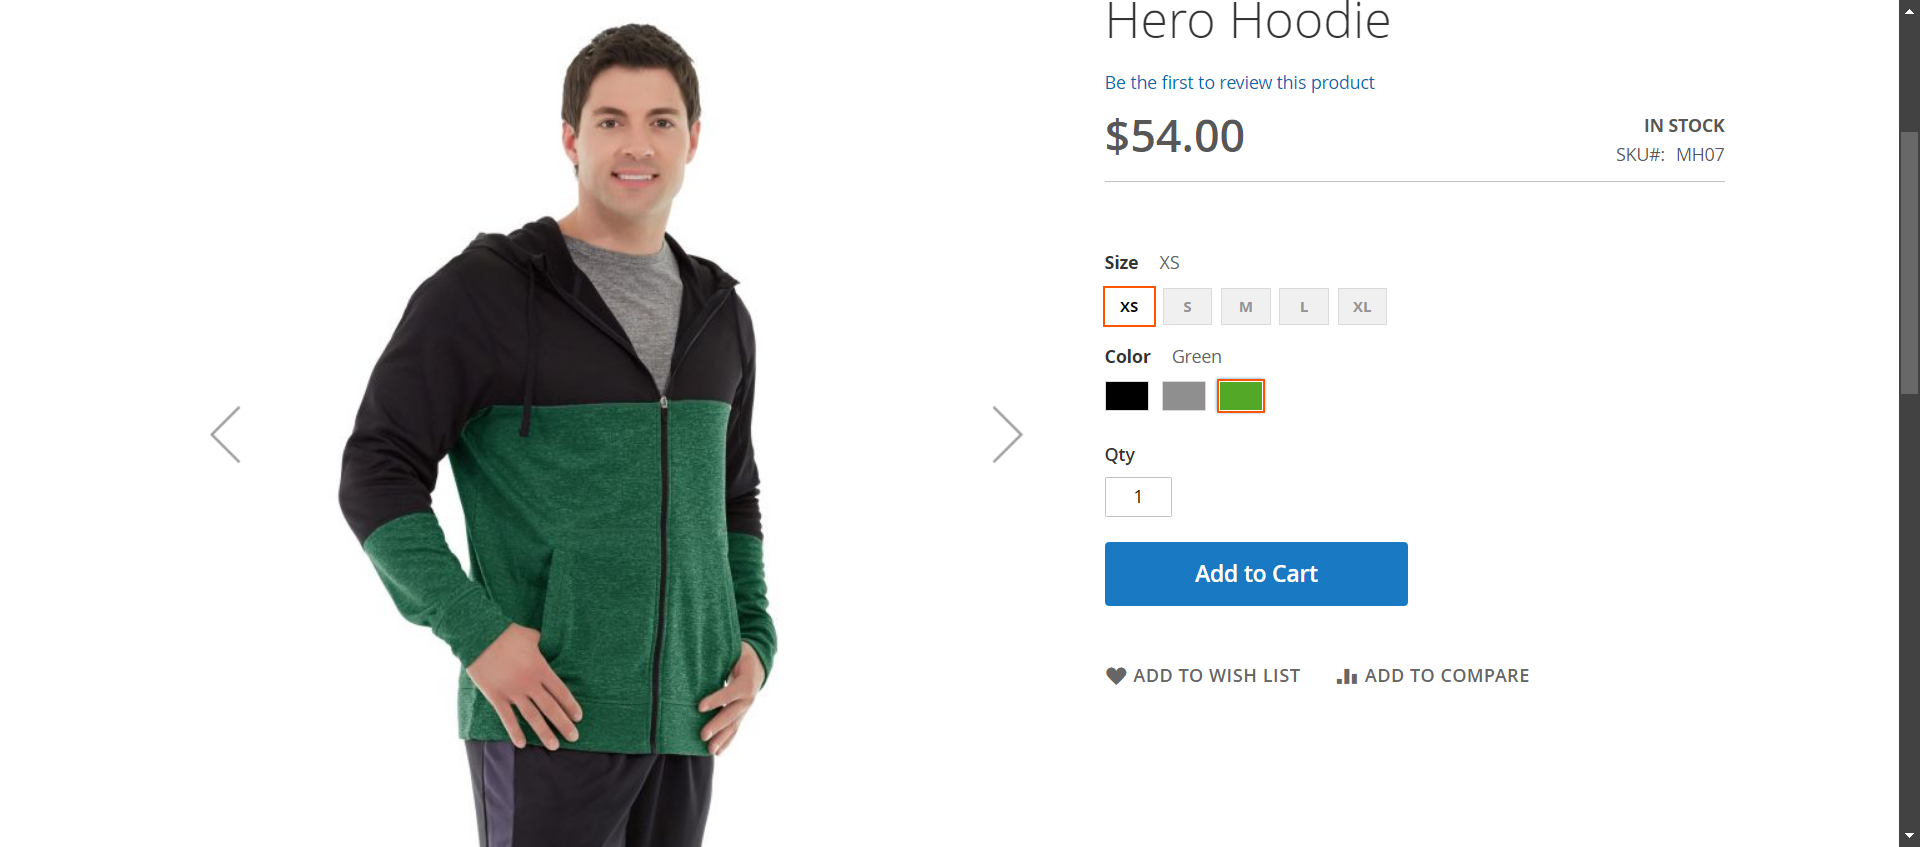 Hero Hoodie
Be the first to review this product
$54.00
IN STOCK
SKU#: MH07
Size XS
XS S M L XL
Color Green
Qty
1
Add to Cart
ADD TO WISH LIST ADD TO COMPARE